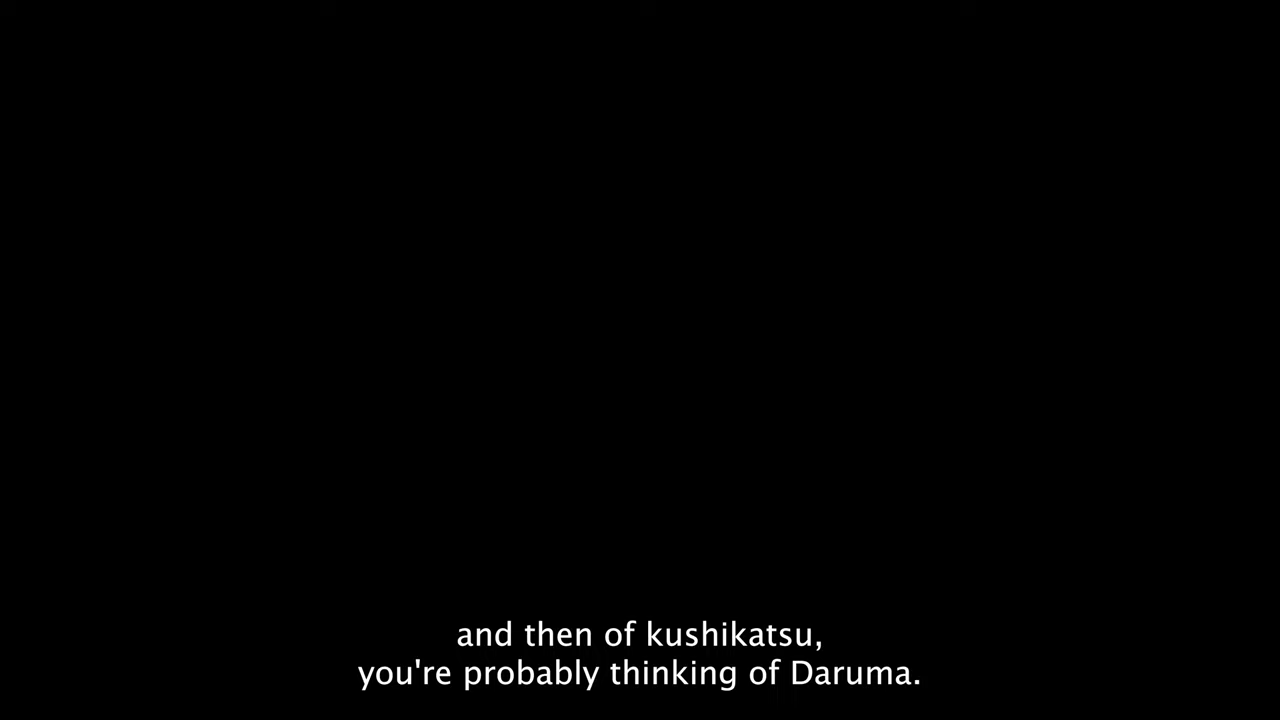 and then of kushikatsu,
you're probably thinking of Daruma.